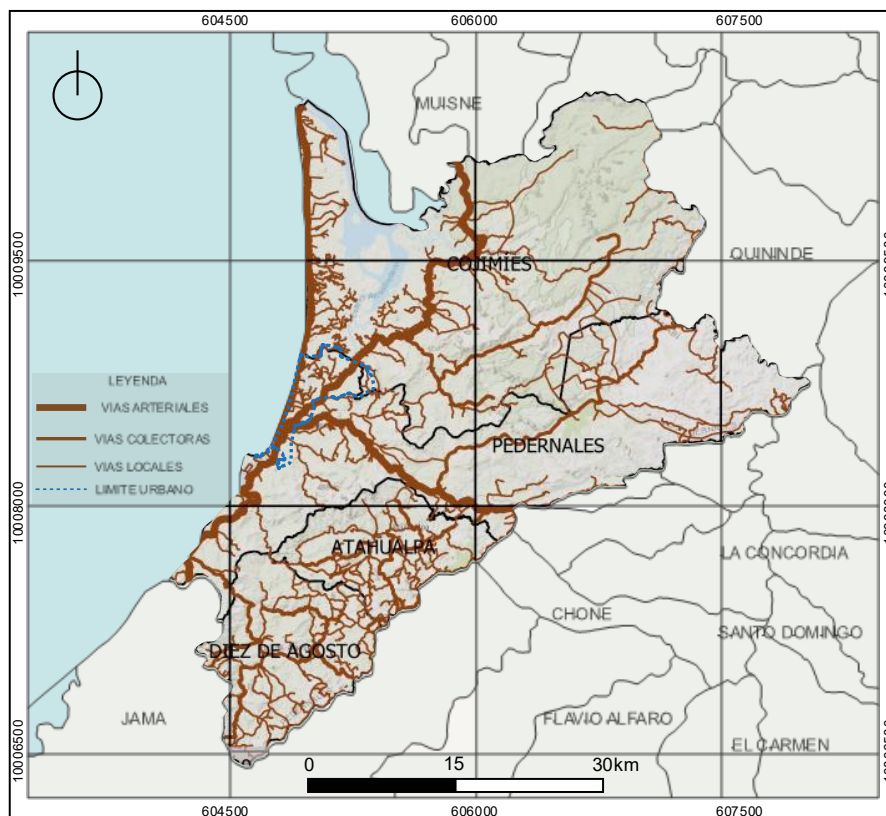 604500 606000 607500
MUISNE
10009500
QUININDE
COJIMIES
LEYENDA
VIAS ARTERIALES
VIAS COLECTORAS
VIAS LOCALES
LIMITE URBANO
PEDERNALES
10008000
ATAHUALPA
LA CONCORDIA
CHONE
SANTO DOMINGO
DIEZ DE AGOSTO
JAMA
FLAVIO ALFARO
EL CARMEN
10006500
0 15 30km
604500 606000 607500